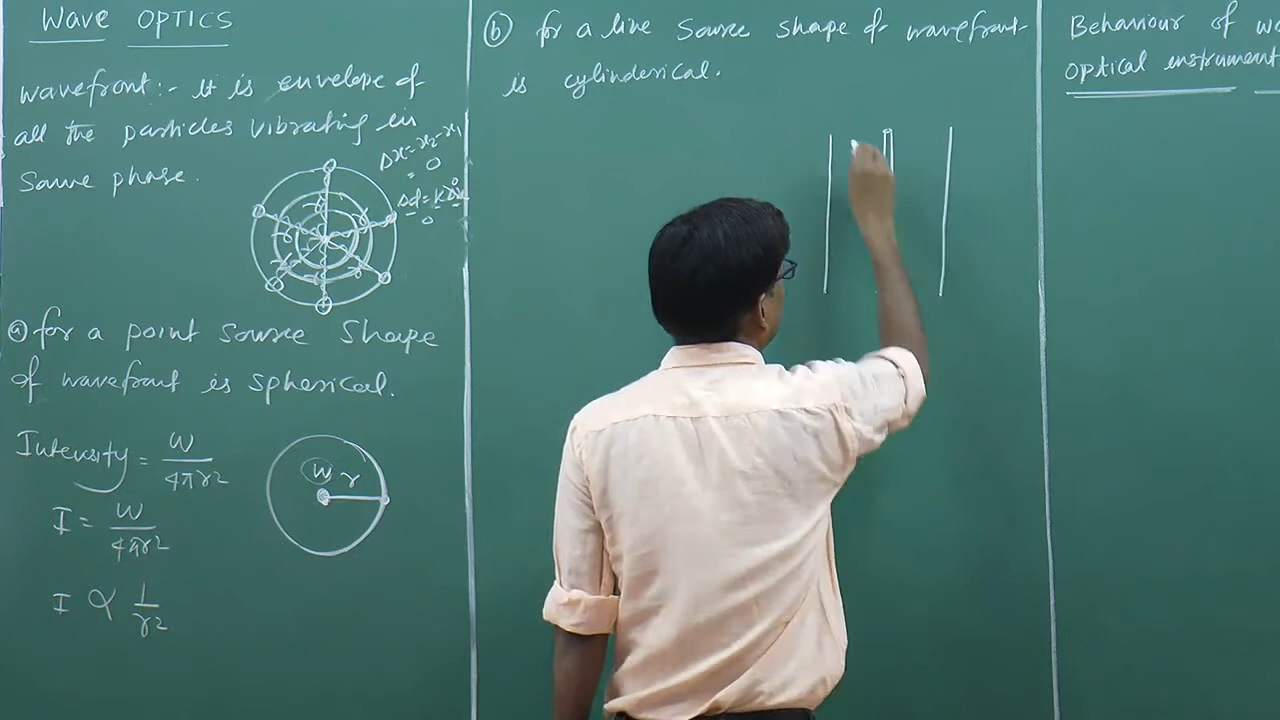 Wave OPTICS
Wavefront:- it is envelope of
all the particles vibrating in
Same phase.
Δx = x2-x1
= 0
Δd = KΔx
0
(a) for a point Source Shape
of wavefront is spherical.
Intensity = W / 4πr2
I = W / 4πr2
I ∝ 1 / r2
W r
(b) for a line Source shape of wavefront
is cylinderical.
Behaviour of
optical instrument